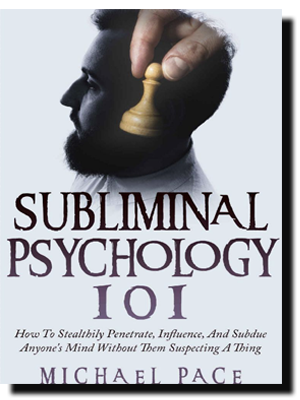 SUBLIMINAL
PSYCHOLOGY
101
How To Stealthily Penetrate, Influence, And Subdue
Anyone's Mind Without Them Suspecting A Thing
MICHAEL PACE